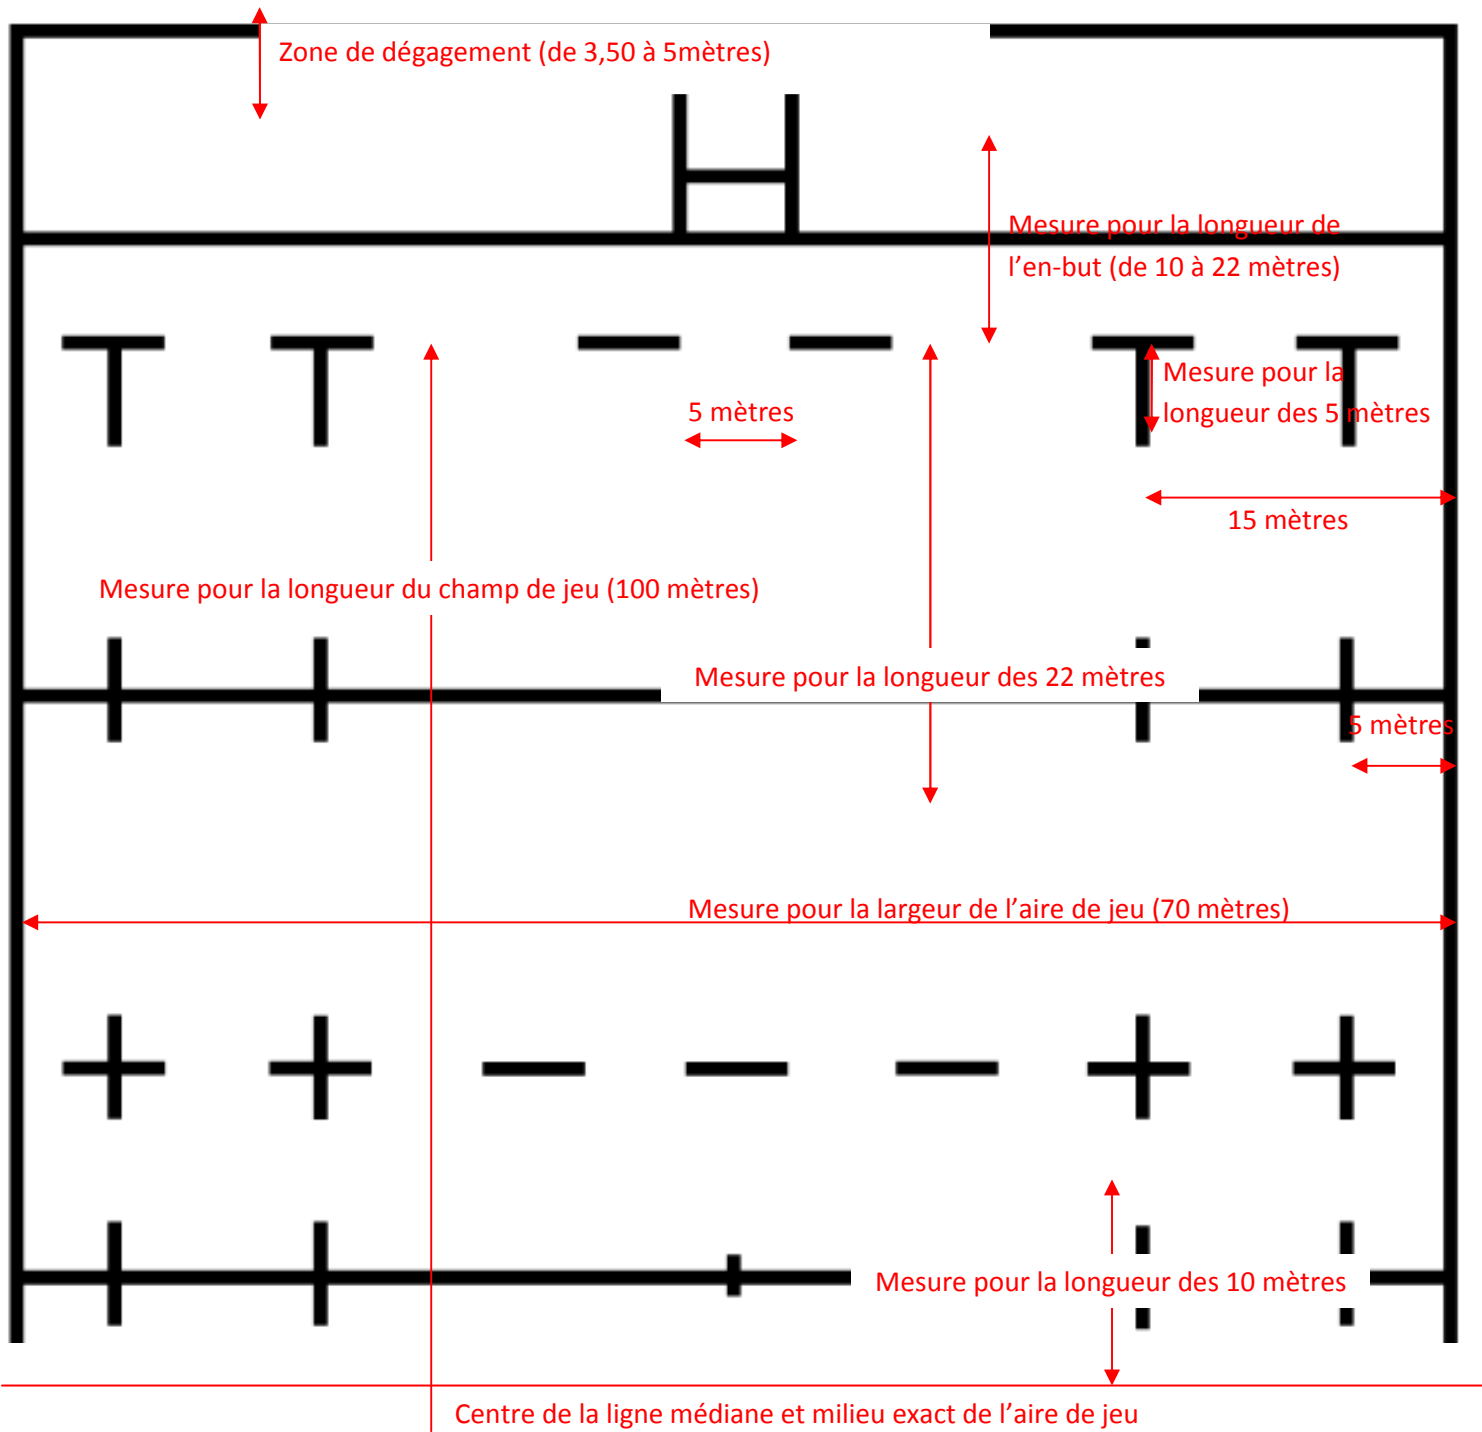 Zone de dégagement (de 3,50 à 5mètres)
Mesure pour la longueur de
l’en-but (de 10 à 22 mètres)
Mesure pour la
longueur des 5 mètres
5 mètres
15 mètres
Mesure pour la longueur du champ de jeu (100 mètres)
Mesure pour la longueur des 22 mètres
5 mètres
Mesure pour la largeur de l’aire de jeu (70 mètres)
Mesure pour la longueur des 10 mètres
Centre de la ligne médiane et milieu exact de l’aire de jeu